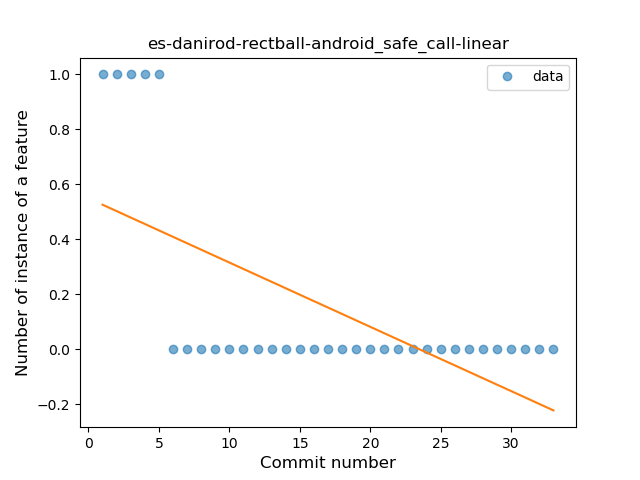 es-danirod-rectball-android_safe_call-linear
data
Number of instance of a feature
1.0
0.8
0.6
0.4
0.2
0.0
−0.2
0 5 10 15 20 25 30
Commit number